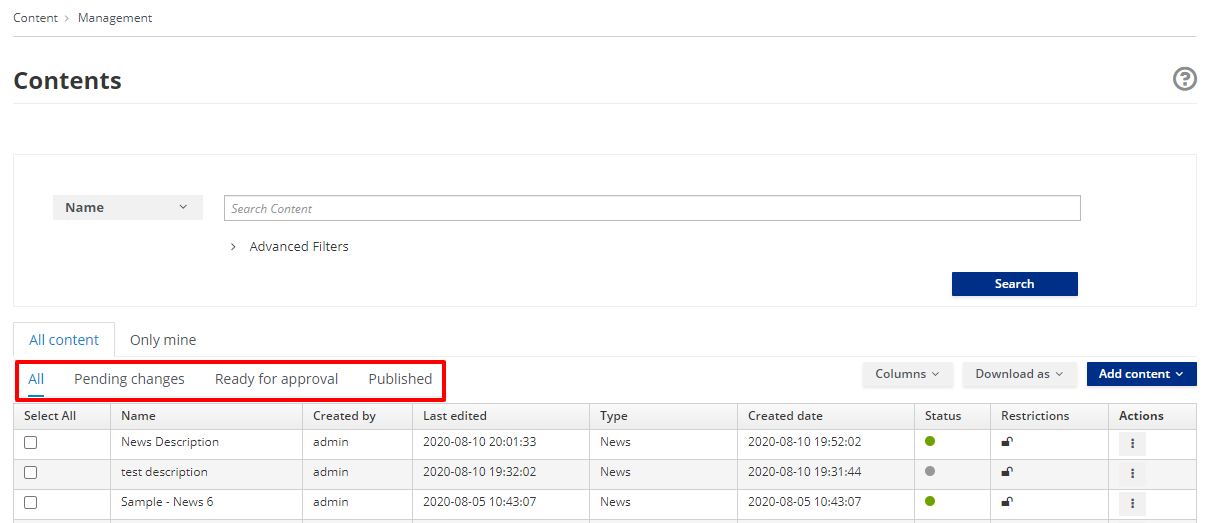 Content > Management
Contents
Name
Search Content
> Advanced Filters
Search
All content Only mine
All Pending changes Ready for approval Published Columns Download as Add content
Select All Name Created by Last edited Type Created date Status Restrictions Actions
News Description admin 2020-08-10 20:01:33 News 2020-08-10 19:52:02
test description admin 2020-08-10 19:32:02 News 2020-08-10 19:31:44
Sample - News 6 admin 2020-08-05 10:43:07 News 2020-08-05 10:43:07